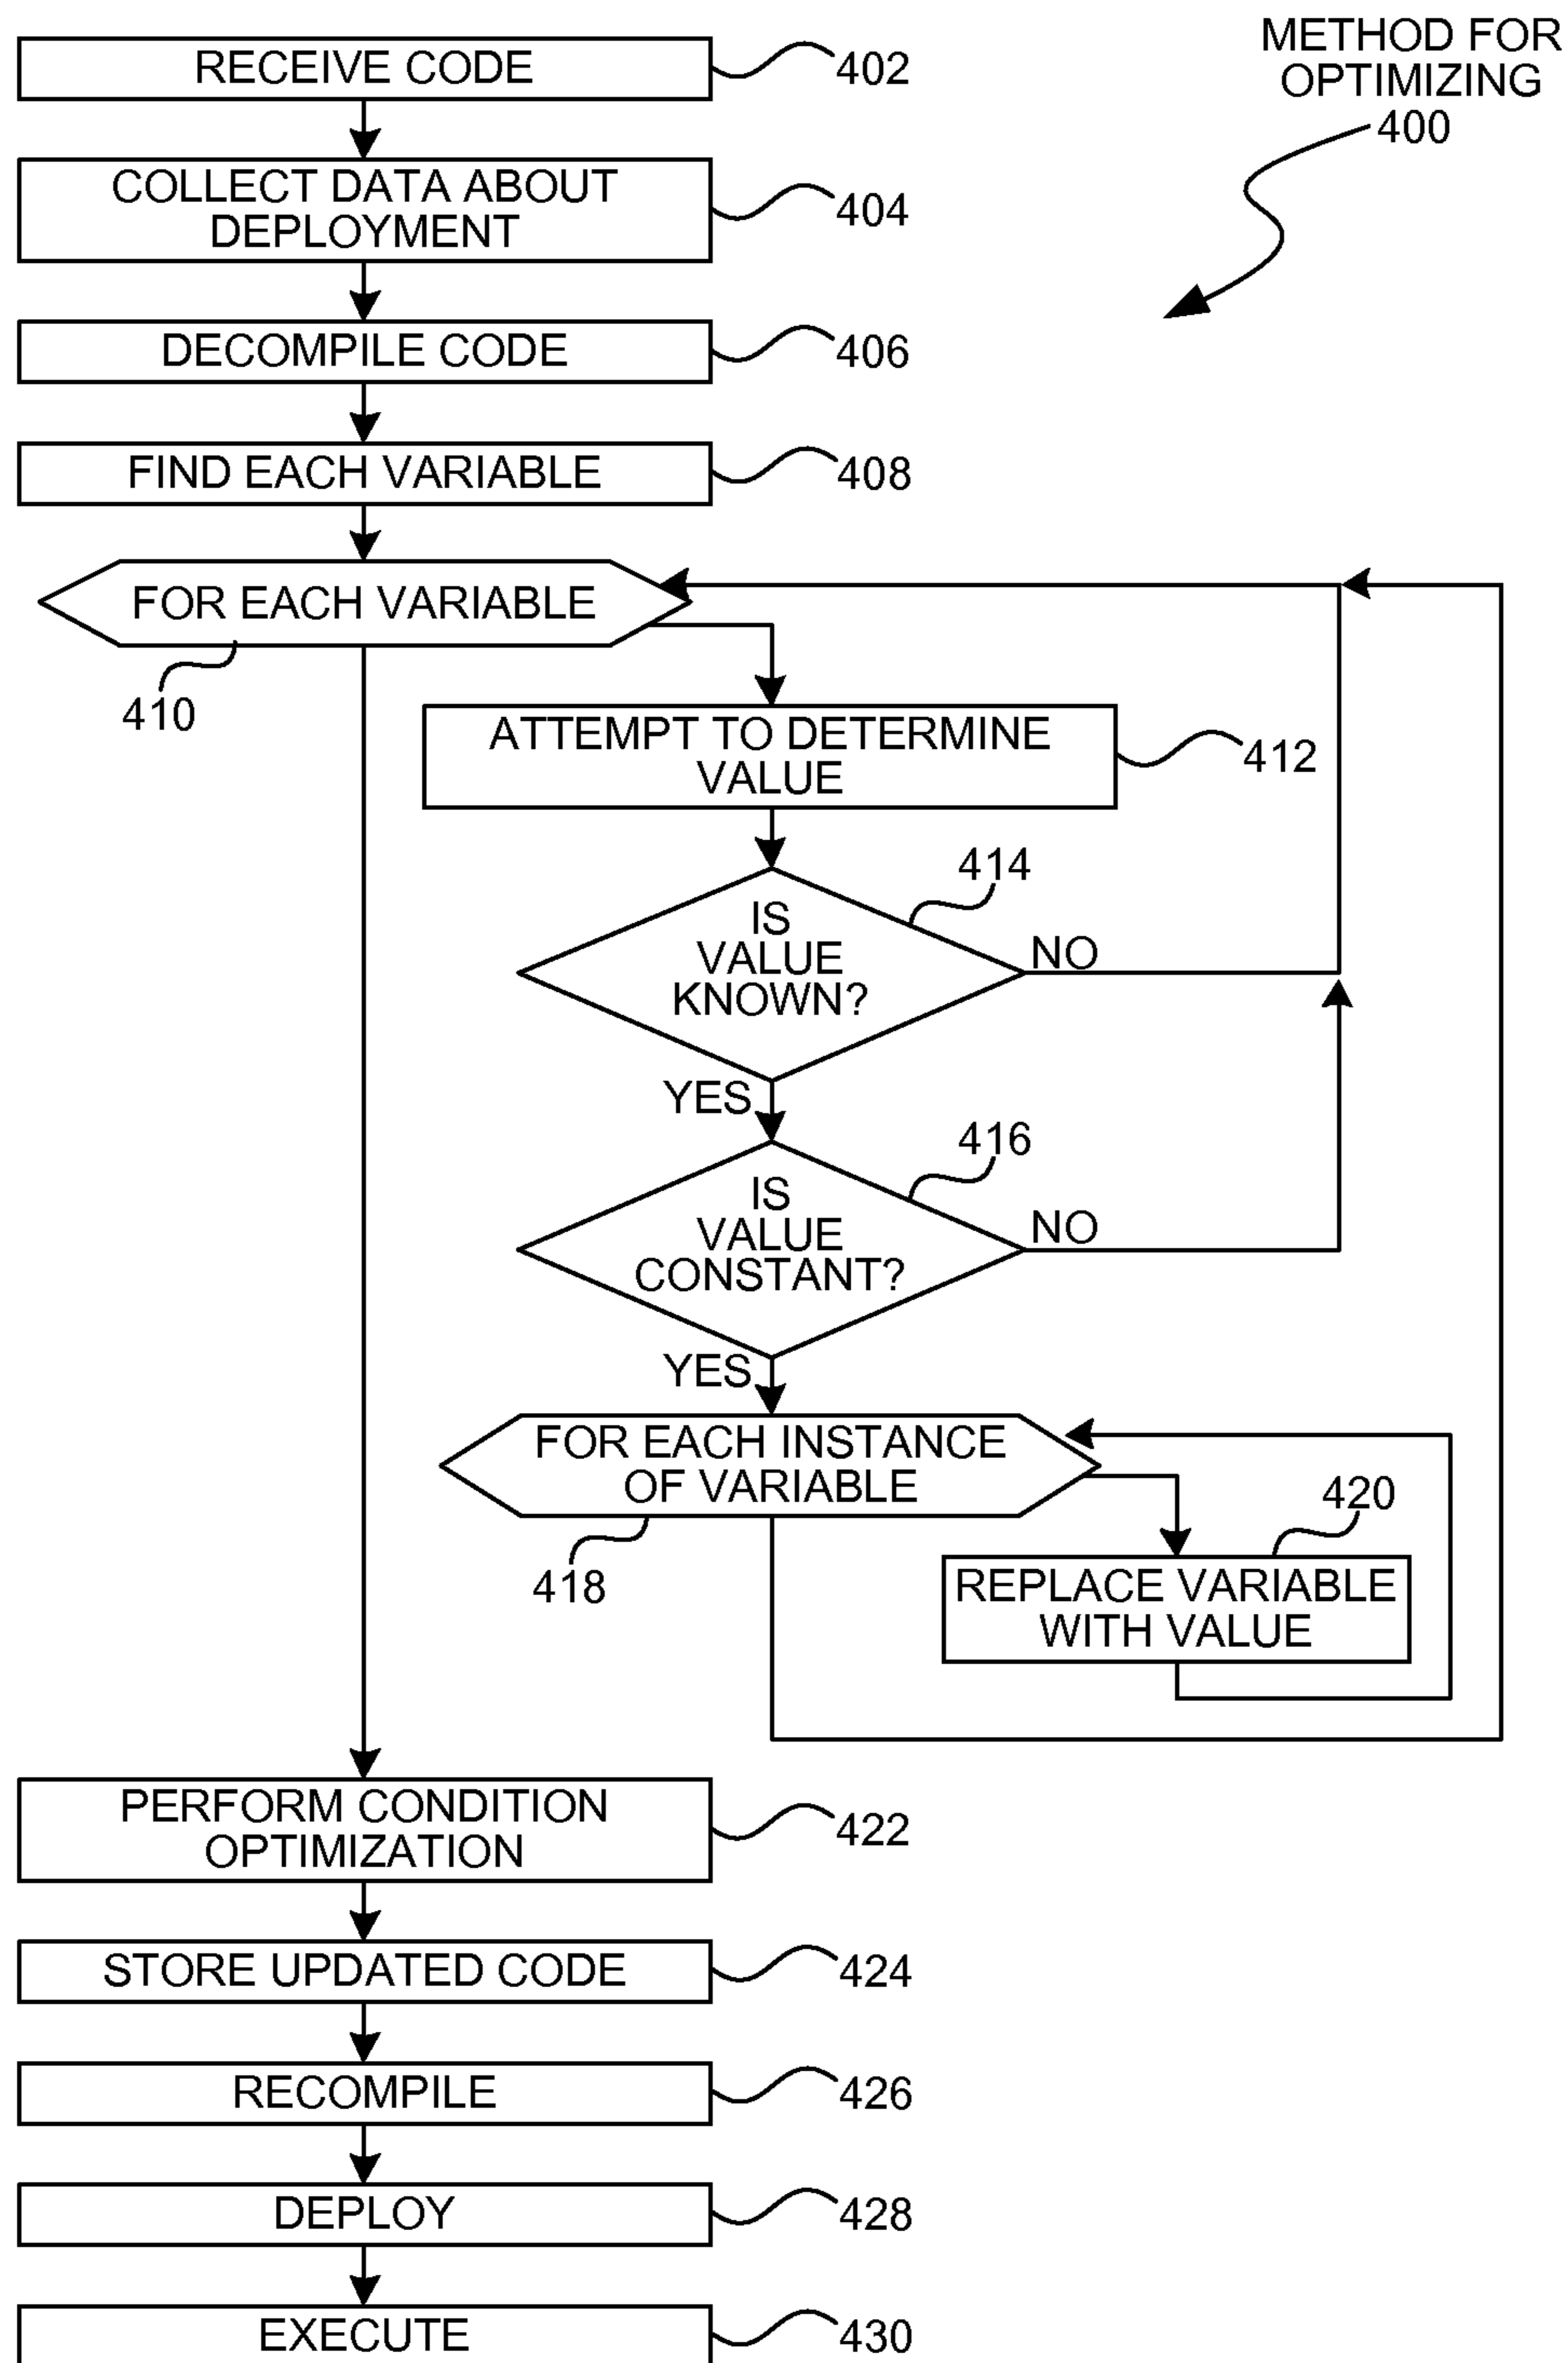 METHOD FOR
OPTIMIZING
400
RECEIVE CODE
402
COLLECT DATA ABOUT
DEPLOYMENT
404
DECOMPILE CODE
406
FIND EACH VARIABLE
408
FOR EACH VARIABLE
410
ATTEMPT TO DETERMINE
VALUE
412
414
IS
VALUE
KNOWN?
NO
YES
416
IS
VALUE
CONSTANT?
NO
YES
FOR EACH INSTANCE
OF VARIABLE
418
420
REPLACE VARIABLE
WITH VALUE
PERFORM CONDITION
OPTIMIZATION
422
STORE UPDATED CODE
424
RECOMPILE
426
DEPLOY
428
EXECUTE
430